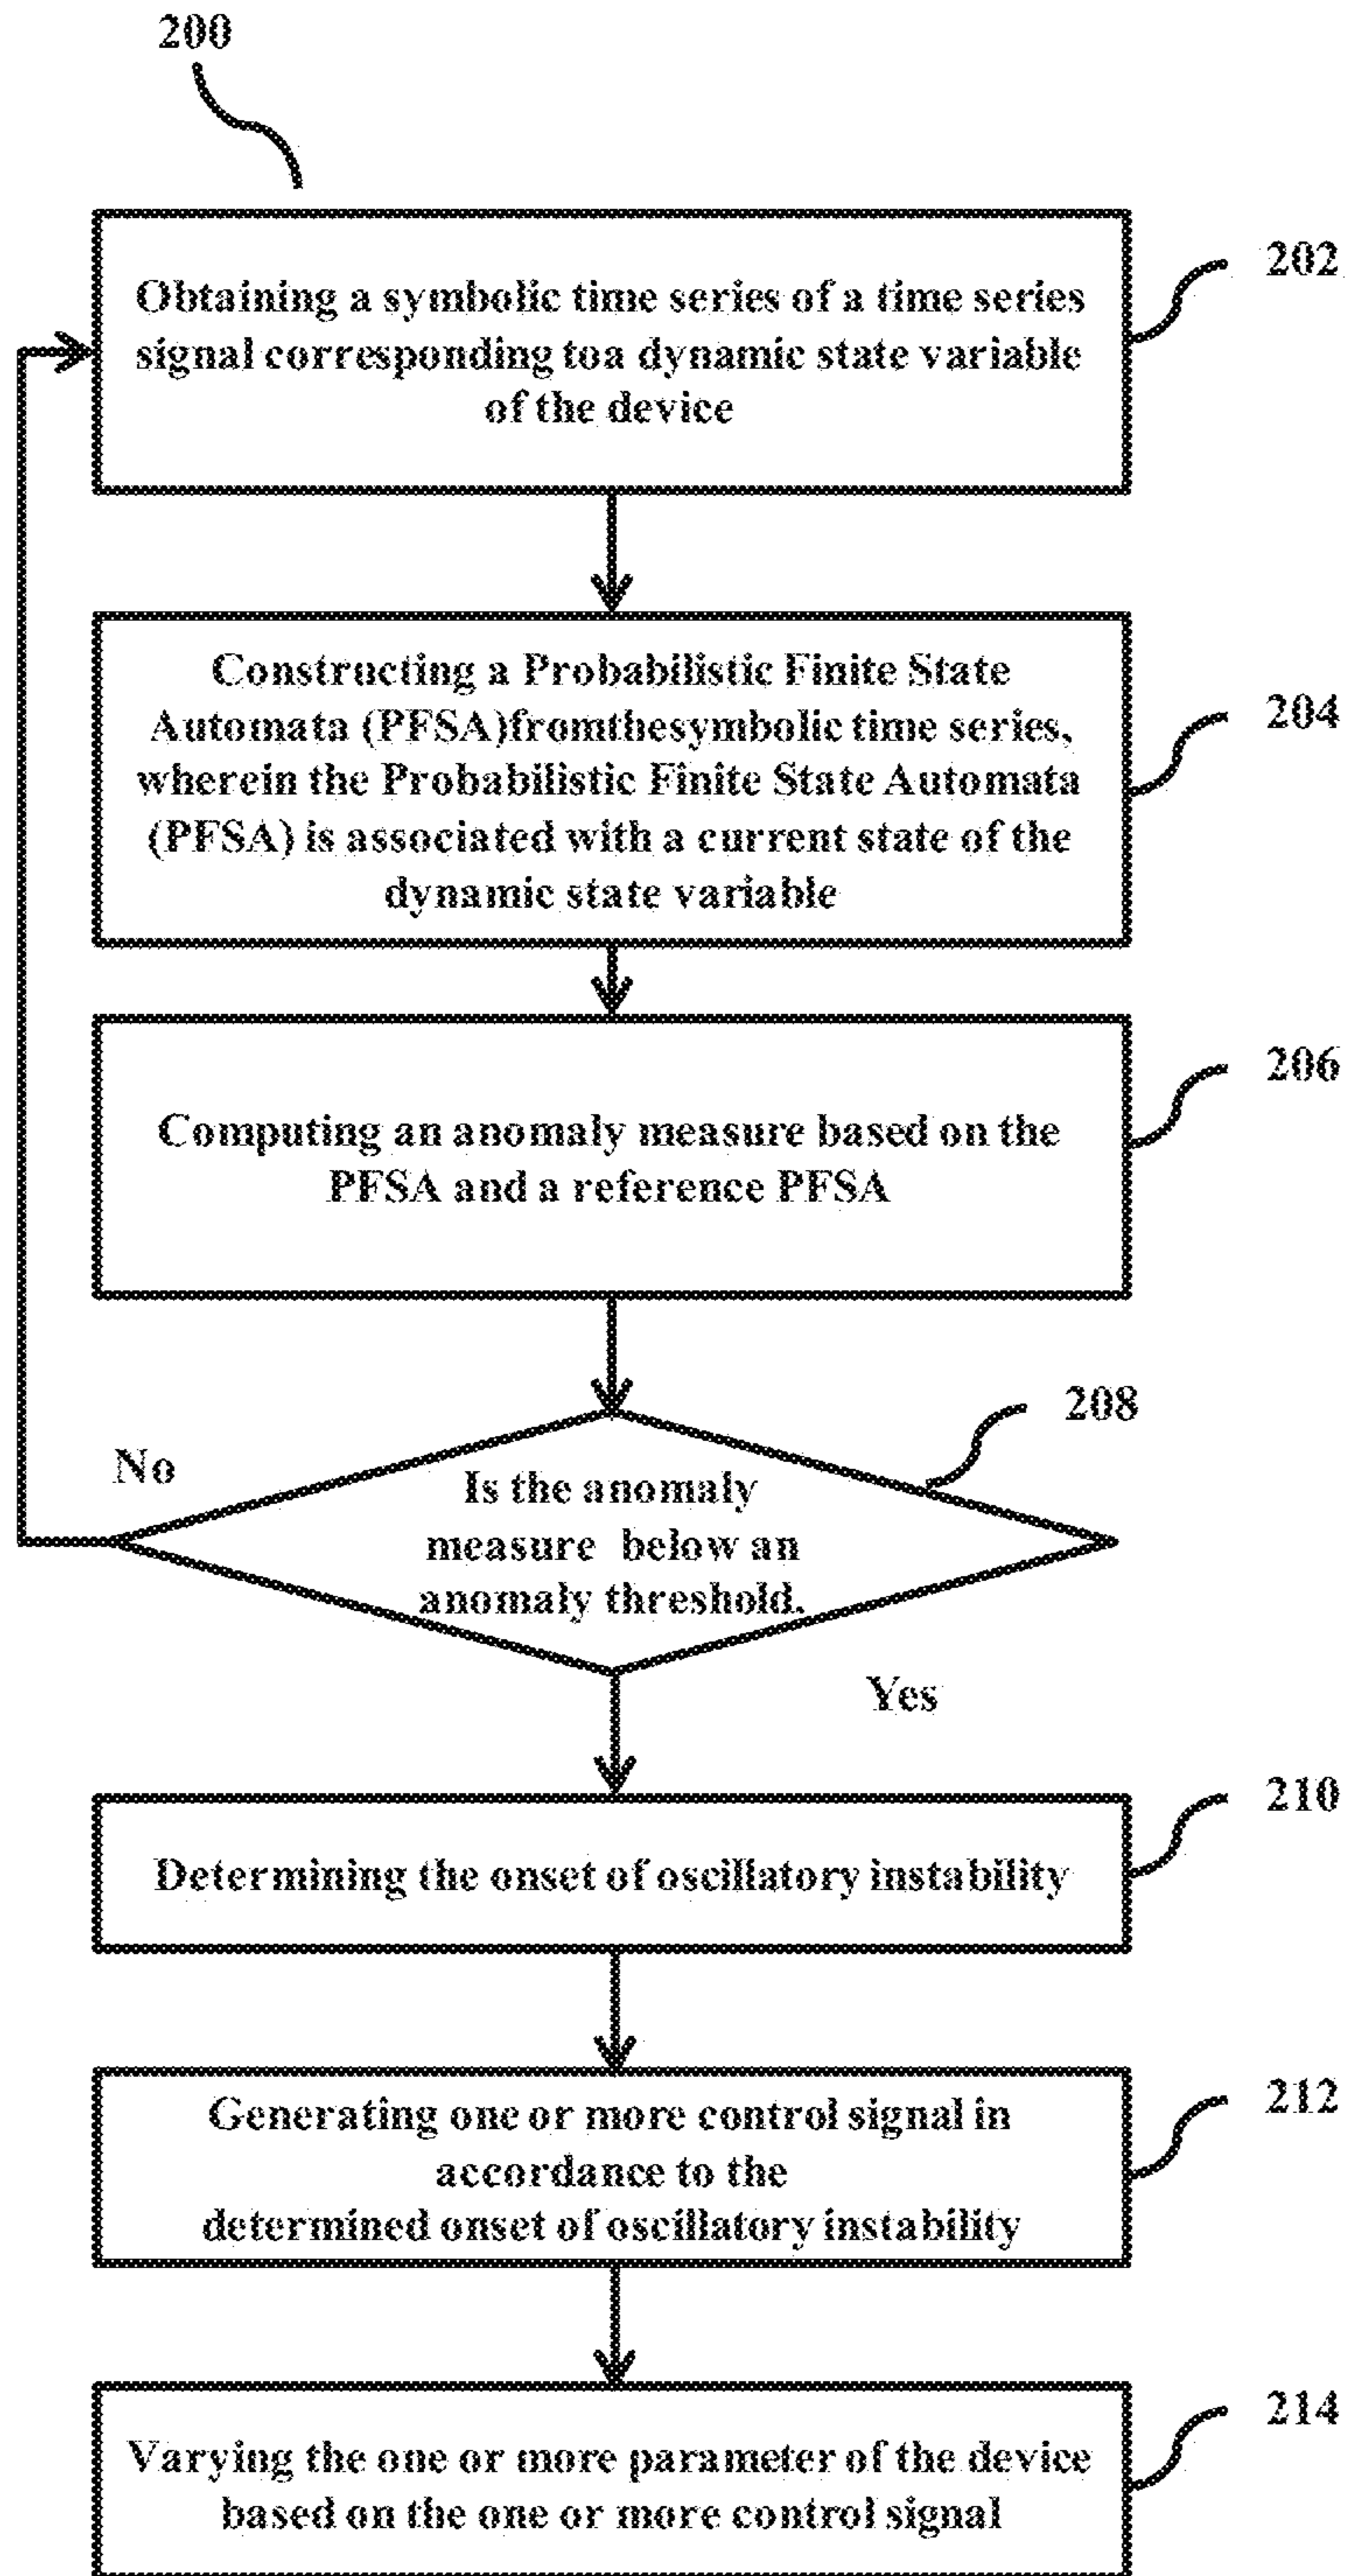 200
Obtaining a symbolic time series of a time series
signal corresponding toa dynamic state variable
of the device
202
Constructing a Probabilistic Finite State
Automata (PFSA)fromthesymbolic time series,
wherein the Probabilistic Finite State Automata
(PFSA) is associated with a current state of the
dynamic state variable
204
Computing an anomaly measure based on the
PFSA and a reference PFSA
206
208
No
Is the anomaly
measure below an
anomaly threshold.
Yes
Determining the onset of oscillatory instability
210
Generating one or more control signal in
accordance to the
determined onset of oscillatory instability
212
Varying the one or more parameter of the device
based on the one or more control signal
214